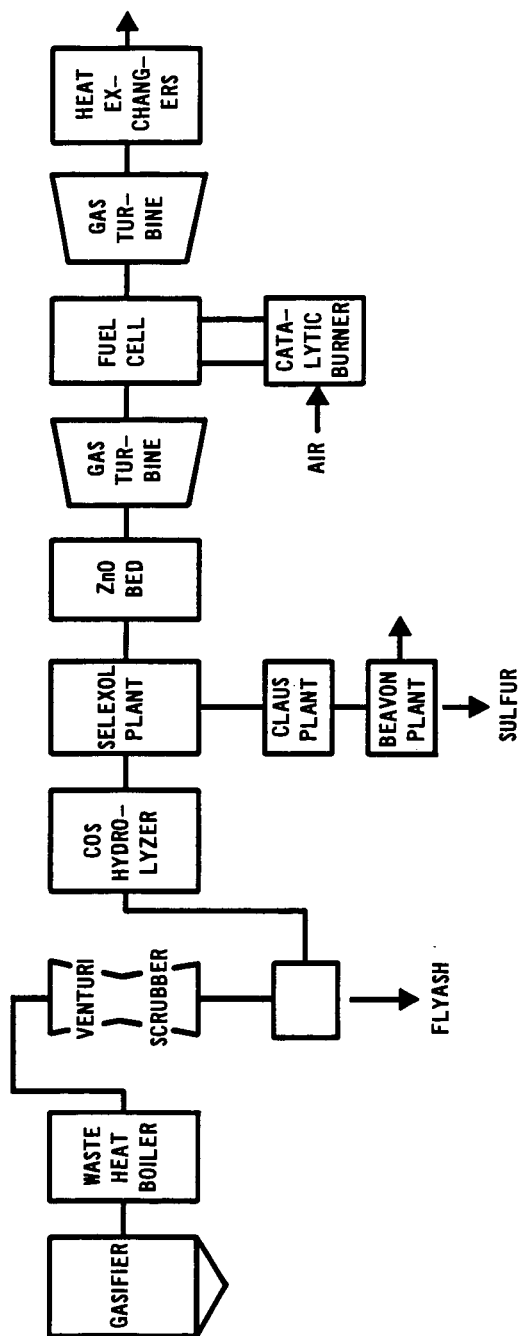 GASIFIER
WASTE
HEAT
BOILER
VENTURI
SCRUBBER
FLYASH
COS
HYDRO-
LYZER
SELEXOL
PLANT
CLAUS
PLANT
BEAVON
PLANT
SULFUR
ZnO
BED
GAS
TUR-
BINE
FUEL
CELL
CATA-
LYTIC
BURNER
AIR
GAS
TUR-
BINE
HEAT
EX-
CHANG-
ERS